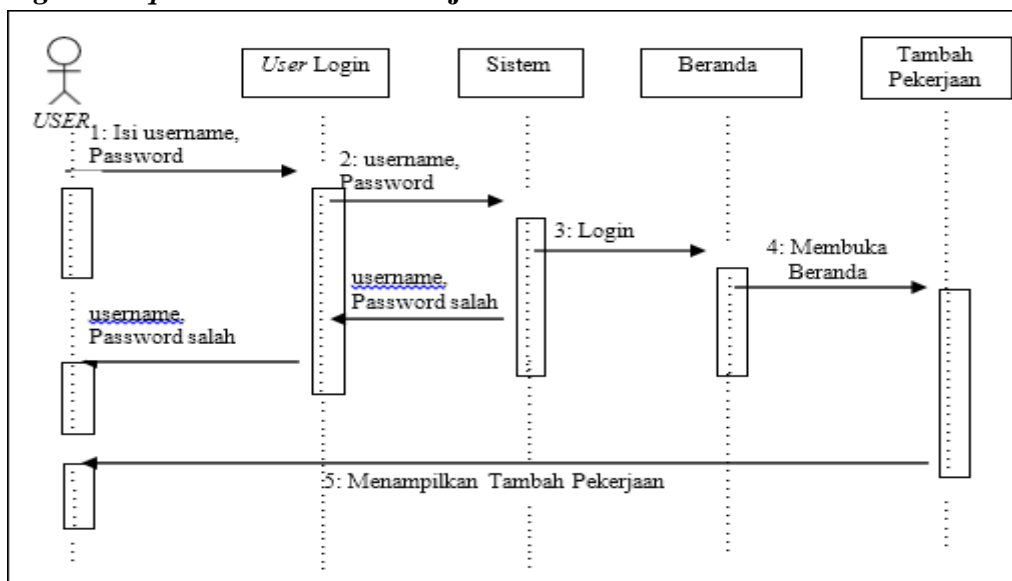 User Login
Sistem
Beranda
Tambah
Pekerjaan
USER
1: Isi username,
Password
2: username,
Password
3: Login
4: Membuka
Beranda
username,
Password salah
username,
Password salah
5: Menampilkan Tambah Pekerjaan